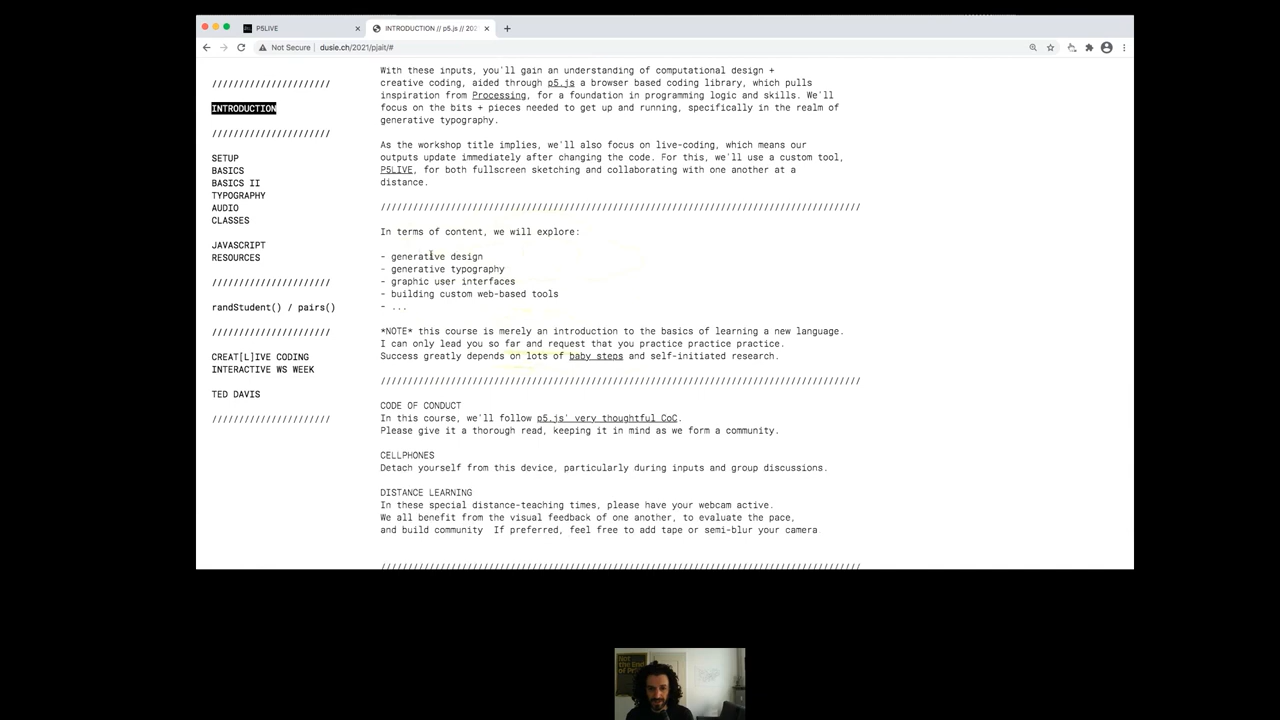 P5LIVE
INTRODUCTION // p5.js // 202
Not Secure
dusie.ch/2021/pjait/#
//////////////////////
INTRODUCTION
//////////////////////
SETUP
BASICS
BASICS II
TYPOGRAPHY
AUDIO
CLASSES
JAVASCRIPT
RESOURCES
//////////////////////
randStudent() / pairs()
//////////////////////
CREAT[L]IVE CODING
INTERACTIVE WS WEEK
TED DAVIS
//////////////////////
With these inputs, you'll gain an understanding of computational design +
creative coding, aided through p5.js a browser based coding library, which pulls
inspiration from Processing, for a foundation in programming logic and skills. We'll
focus on the bits + pieces needed to get up and running, specifically in the realm of
generative typography.
As the workshop title implies, we'll also focus on live-coding, which means our
outputs update immediately after changing the code. For this, we'll use a custom tool,
P5LIVE, for both fullscreen sketching and collaborating with one another at a
distance.
//////////////////////////////////////////////////////////////////////////////////////////
In terms of content, we will explore:
- generative design
- generative typography
- graphic user interfaces
- building custom web-based tools
- ...
*NOTE* this course is merely an introduction to the basics of learning a new language.
I can only lead you so far and request that you practice practice practice.
Success greatly depends on lots of baby steps and self-initiated research.
//////////////////////////////////////////////////////////////////////////////////////////
CODE OF CONDUCT
In this course, we'll follow p5.js' very thoughtful CoC.
Please give it a thorough read, keeping it in mind as we form a community.
CELLPHONES
Detach yourself from this device, particularly during inputs and group discussions.
DISTANCE LEARNING
In these special distance-teaching times, please have your webcam active.
We all benefit from the visual feedback of one another, to evaluate the pace,
and build community  If preferred, feel free to add tape or semi-blur your camera
//////////////////////////////////////////////////////////////////////////////////////////
Not
the End
of Pr